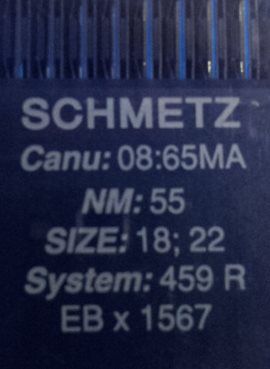 SCHMETZ
Canu: 08:65MA
NM: 55
SIZE: 18; 22
System: 459 R
EB x 1567